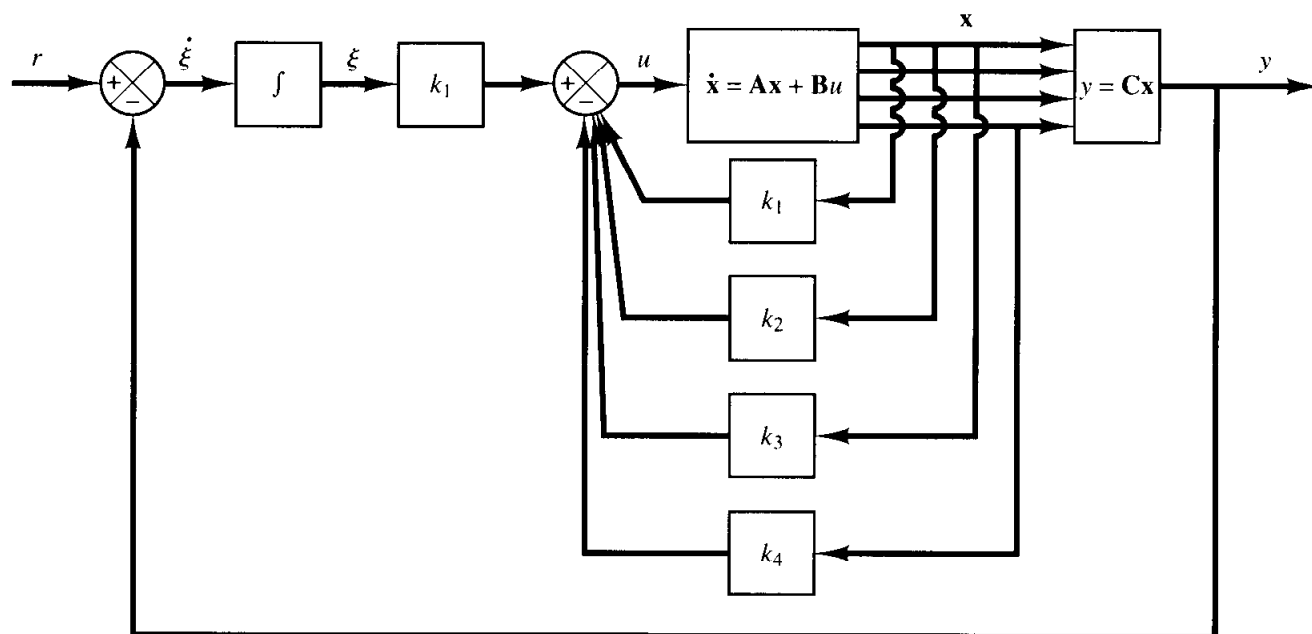 r
+
−
ξ̇
∫
ξ
k₁
+
−
u
ẋ = Ax + Bu
x
y = Cx
y
k₁
k₂
k₃
k₄